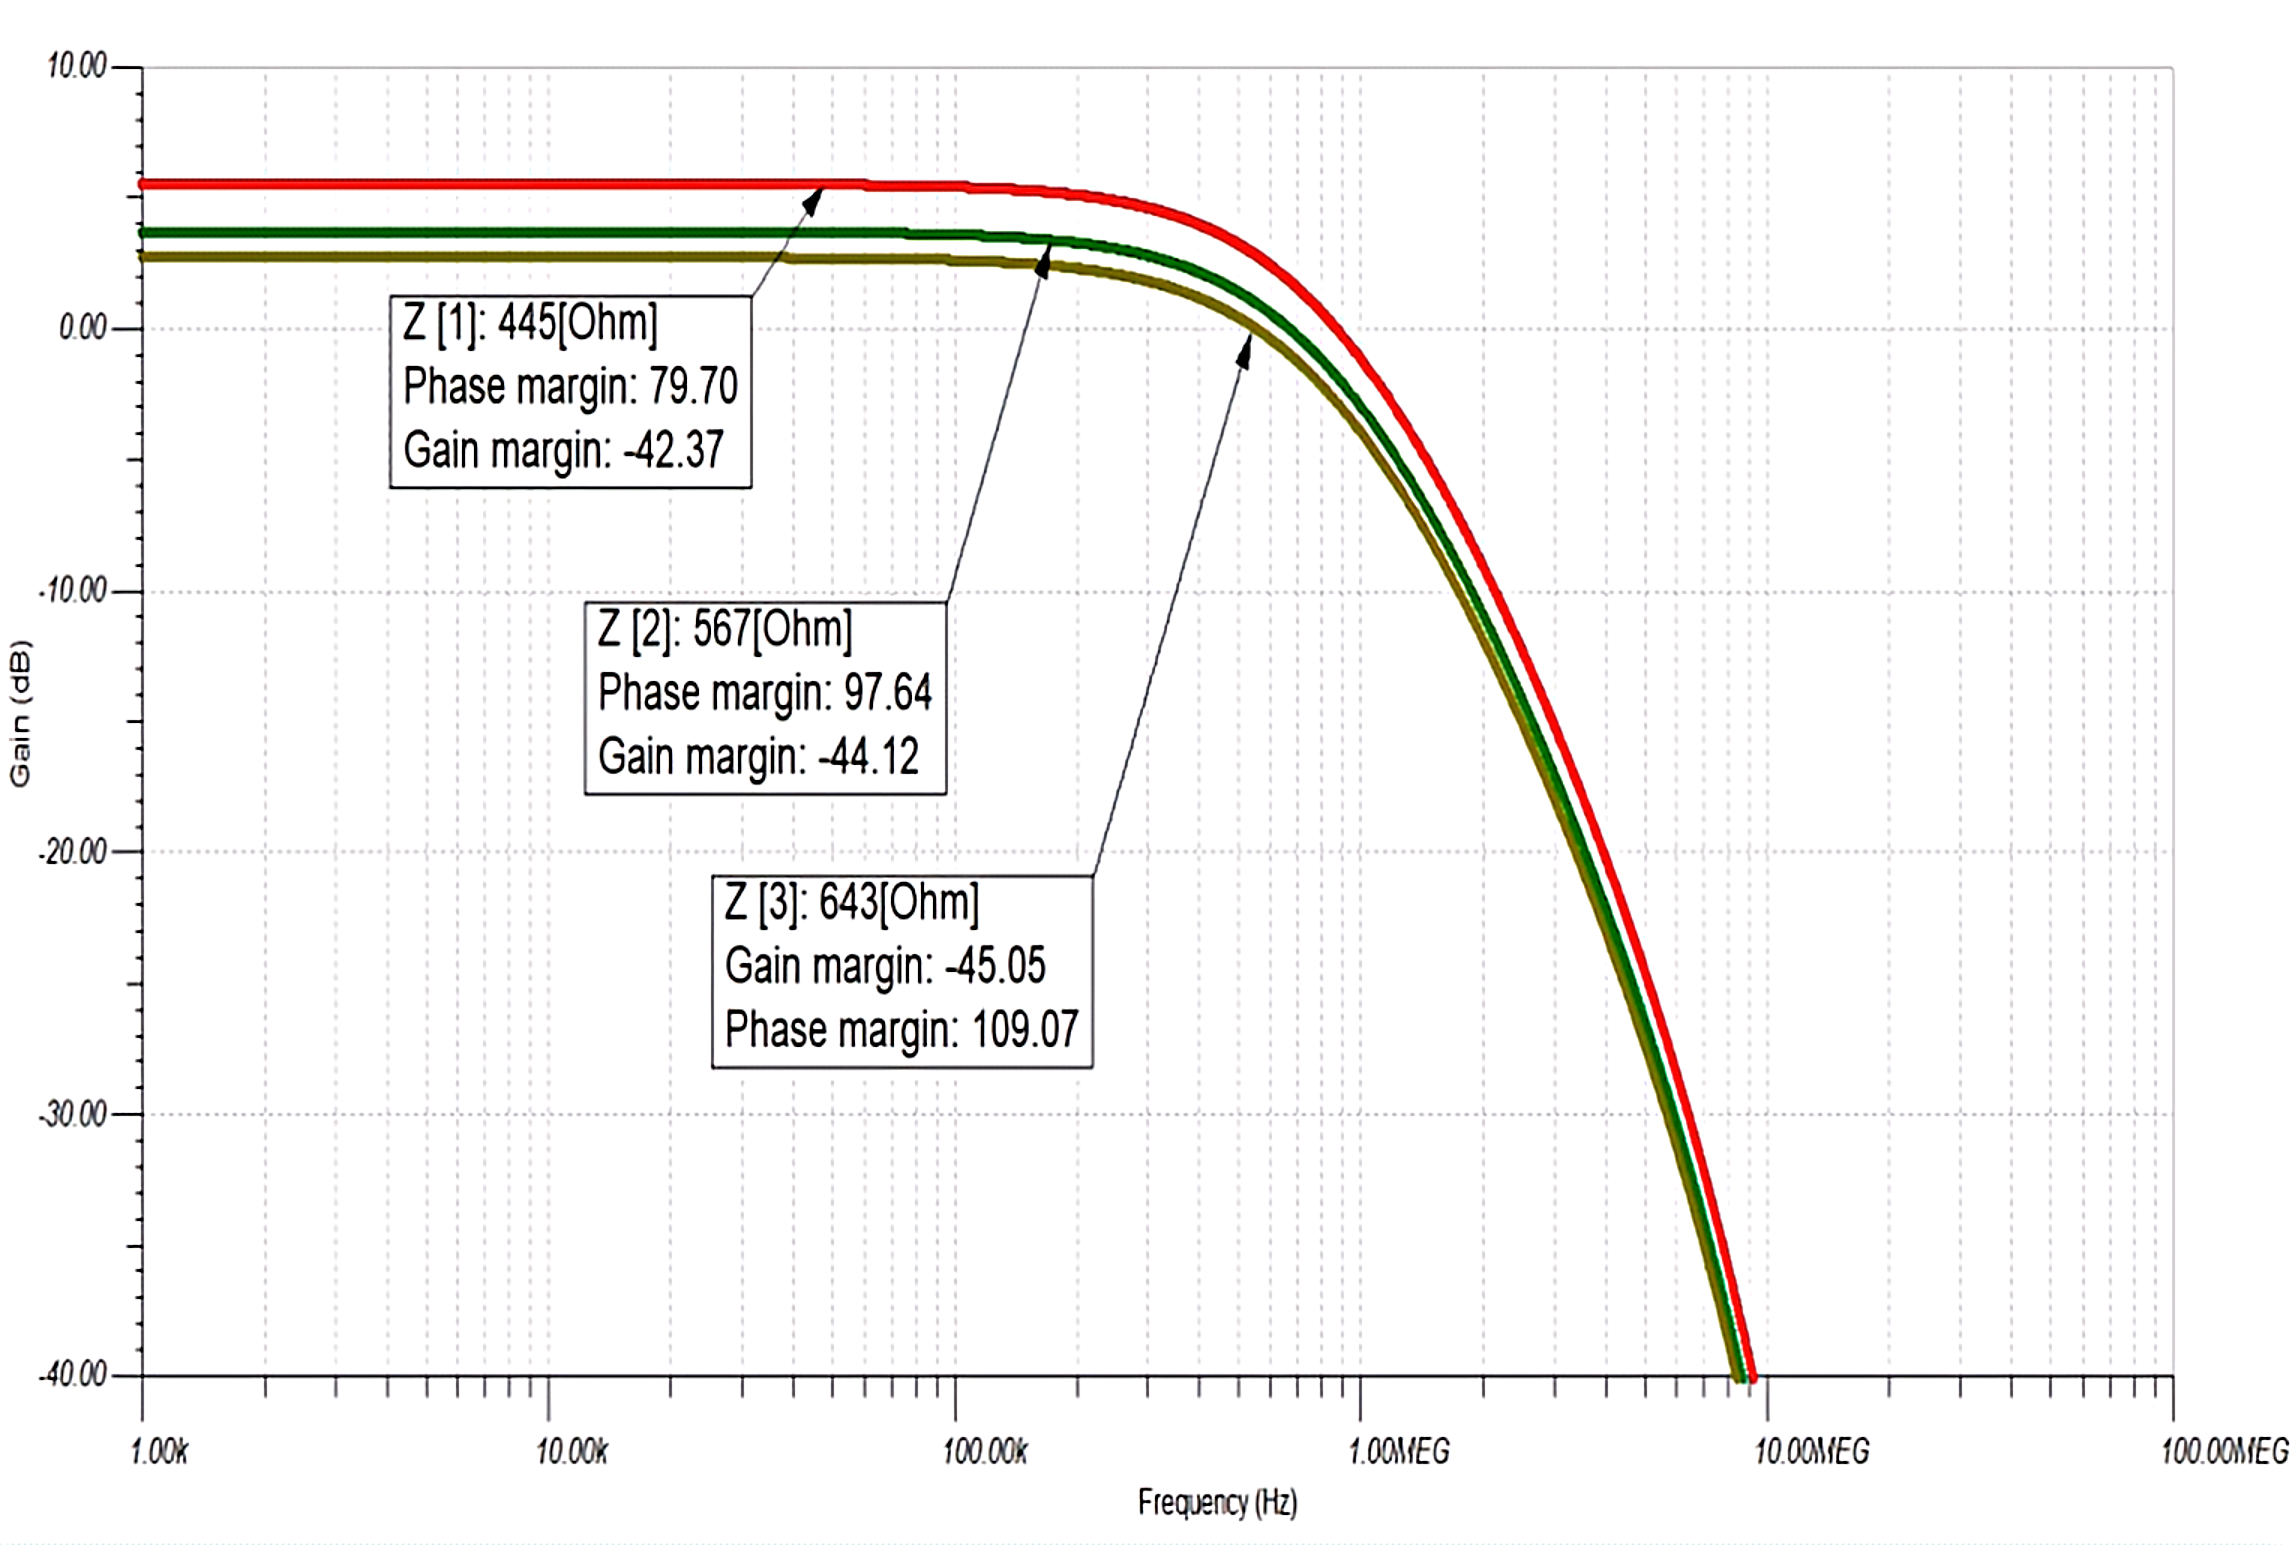 10.00
0.00
-10.00
-20.00
-30.00
-40.00
Gain (dB)
Z [1]: 445[Ohm]
Phase margin: 79.70
Gain margin: -42.37
Z [2]: 567[Ohm]
Phase margin: 97.64
Gain margin: -44.12
Z [3]: 643[Ohm]
Gain margin: -45.05
Phase margin: 109.07
1.00k
10.00k
100.00k
1.00MEG
10.00MEG
100.00MEG
Frequency (Hz)